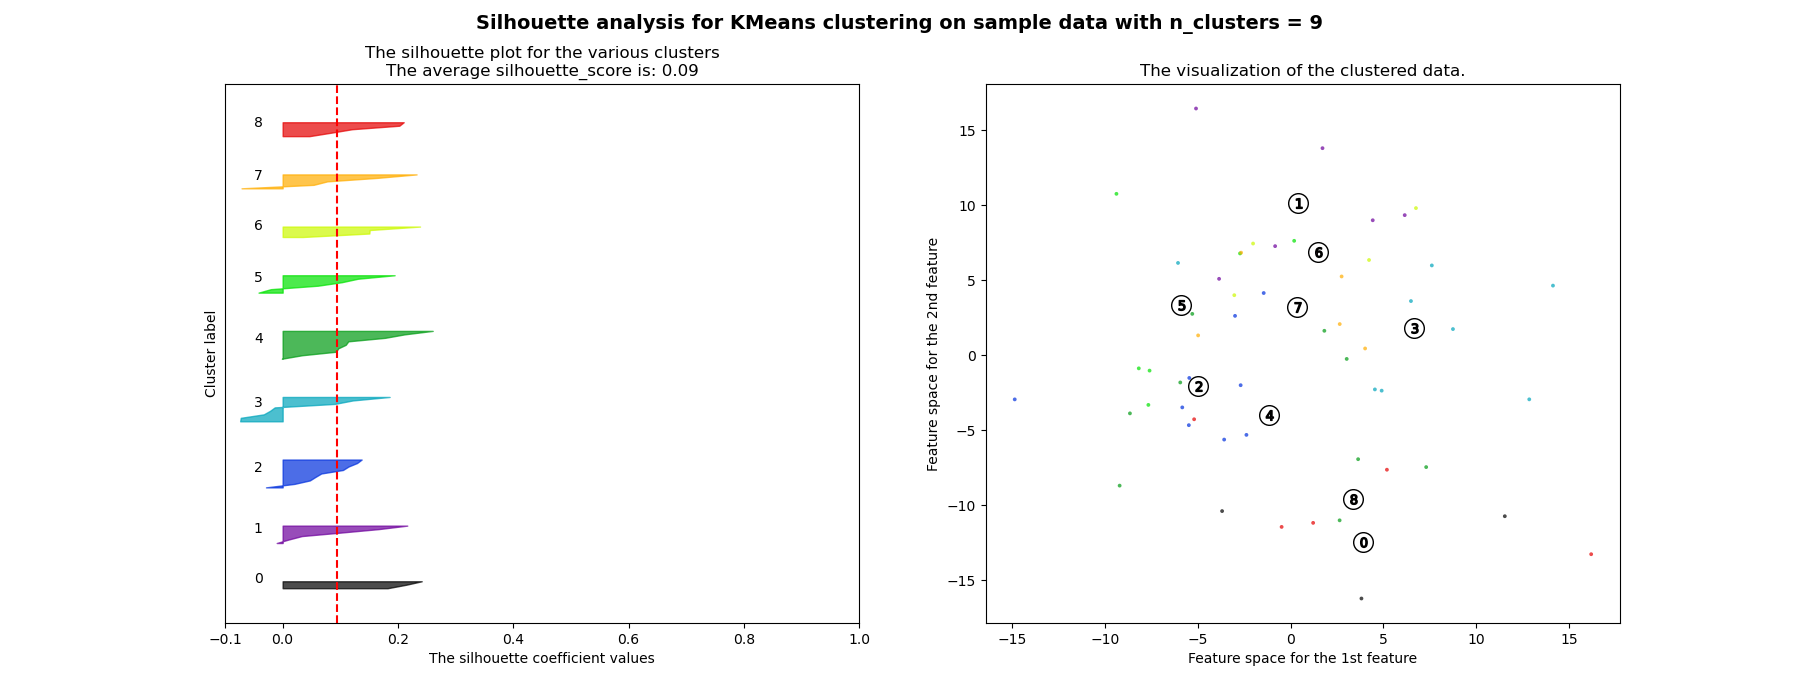 Silhouette analysis for KMeans clustering on sample data with n_clusters = 9
The silhouette plot for the various clusters
The average silhouette_score is: 0.09
8
7
6
5
4
3
2
1
0
Cluster label
−0.1 0.0 0.2 0.4 0.6 0.8 1.0
The silhouette coefficient values
The visualization of the clustered data.
15
10
5
0
−5
−10
−15
Feature space for the 2nd feature
1
6
5
7
3
2
4
8
0
−15 −10 −5 0 5 10 15
Feature space for the 1st feature